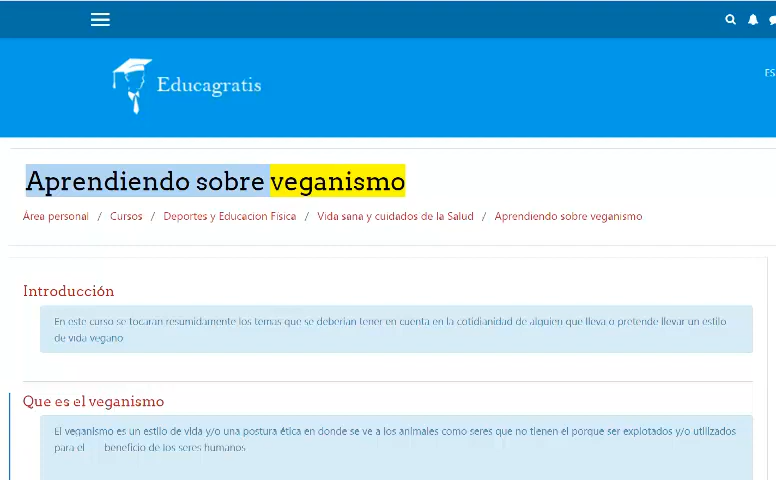 ES
Educagratis
Aprendiendo sobre veganismo
Área personal / Cursos / Deportes y Educacion Fisica / Vida sana y cuidados de la Salud / Aprendiendo sobre veganismo
Introducción
En este curso se tocaran resumidamente los temas que se deberian tener en cuenta en la cotidianidad de alguien que lleva o pretende llevar un estilo
de vida vegano
Que es el veganismo
El veganismo es un estilo de vida y/o una postura ética en donde se ve a los animales como seres que no tienen el porque ser explotados y/o utilizados
para el beneficio de los seres humanos